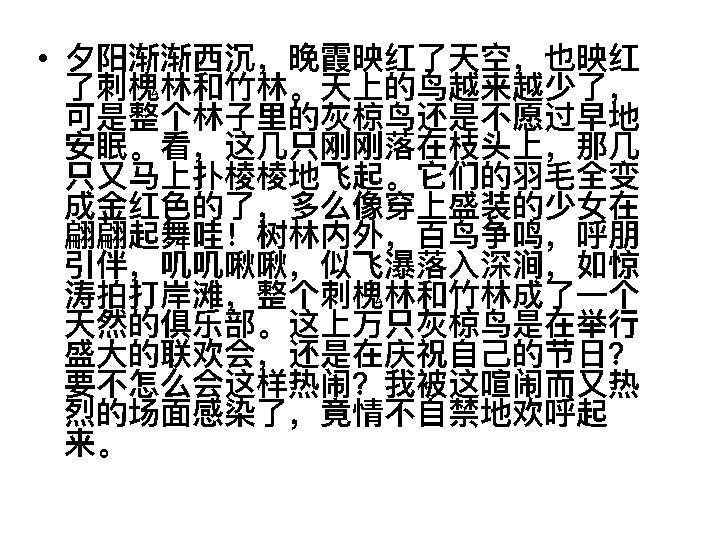 • 夕阳渐渐西沉，晚霞映红了天空，也映红
了刺槐林和竹林。天上的鸟越来越少了，
可是整个林子里的灰椋鸟还是不愿过早地
安眠。看，这几只刚刚落在枝头上，那几
只又马上扑棱棱地飞起。它们的羽毛全变
成金红色的了，多么像穿上盛装的少女在
翩翩起舞哇！树林内外，百鸟争鸣，呼朋
引伴，叽叽啾啾，似飞瀑落入深涧，如惊
涛拍打岸滩，整个刺槐林和竹林成了一个
天然的俱乐部。这上万只灰椋鸟是在举行
盛大的联欢会，还是在庆祝自己的节日？
要不怎么会这样热闹？我被这喧闹而又热
烈的场面感染了，竟情不自禁地欢呼起
来。